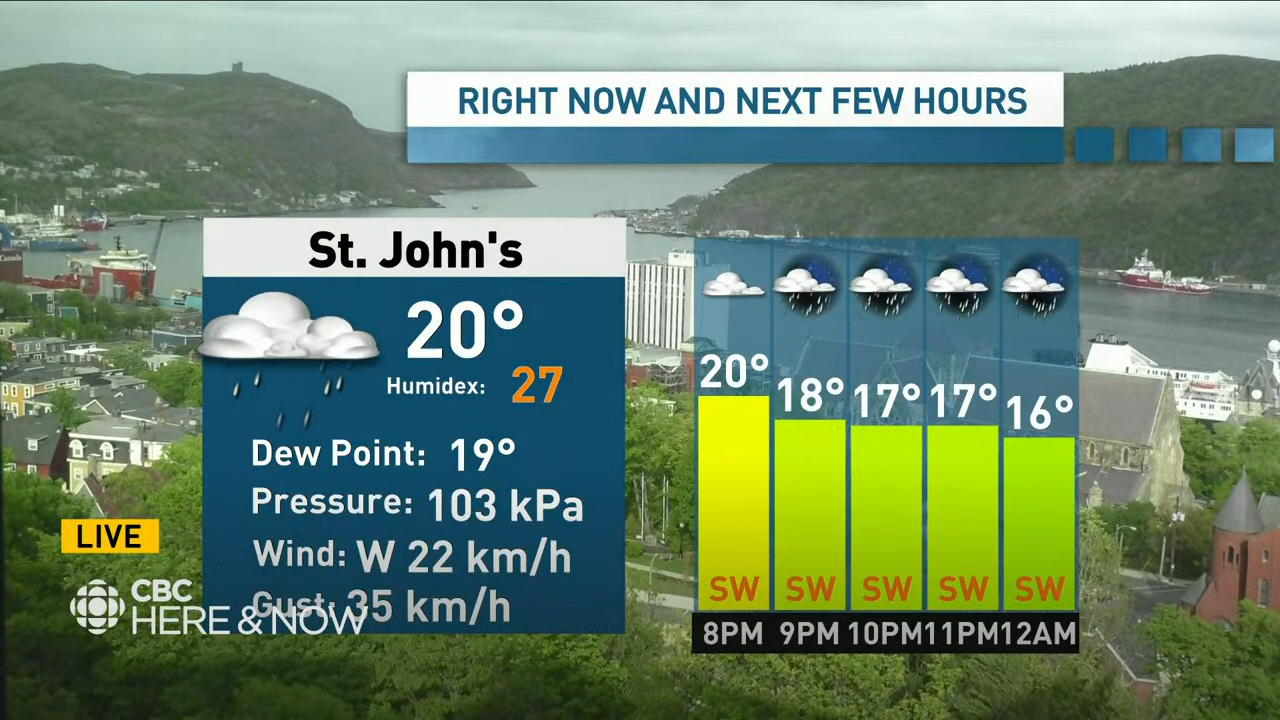 RIGHT NOW AND NEXT FEW HOURS
St. John's
20°
Humidex: 27
Dew Point: 19°
Pressure: 103 kPa
Wind: W 22 km/h
Gust: 35 km/h
20° 18° 17° 17° 16°
SW SW SW SW SW
8PM 9PM 10PM 11PM 12AM
LIVE
CBC
HERE & NOW
Canada